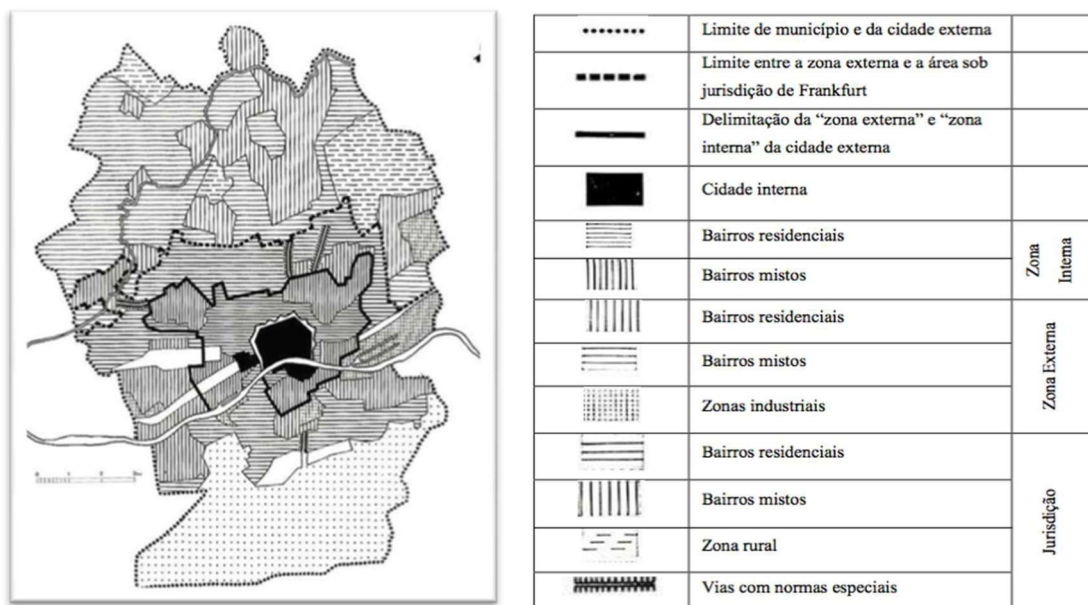 Limite de município e da cidade externa
Limite entre a zona externa e a área sob
jurisdição de Frankfurt
Delimitação da “zona externa” e “zona
interna” da cidade externa
Cidade interna
Bairros residenciais
Bairros mistos
Zona
Interna
Bairros residenciais
Bairros mistos
Zonas industriais
Zona Externa
Bairros residenciais
Bairros mistos
Zona rural
Vias com normas especiais
Jurisdição